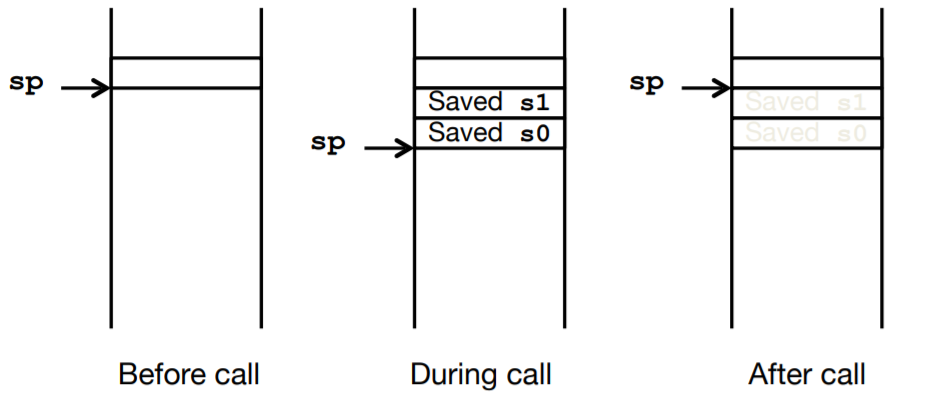 sp
Before call
sp
Saved s1
Saved s0
During call
sp
Saved s1
Saved s0
After call